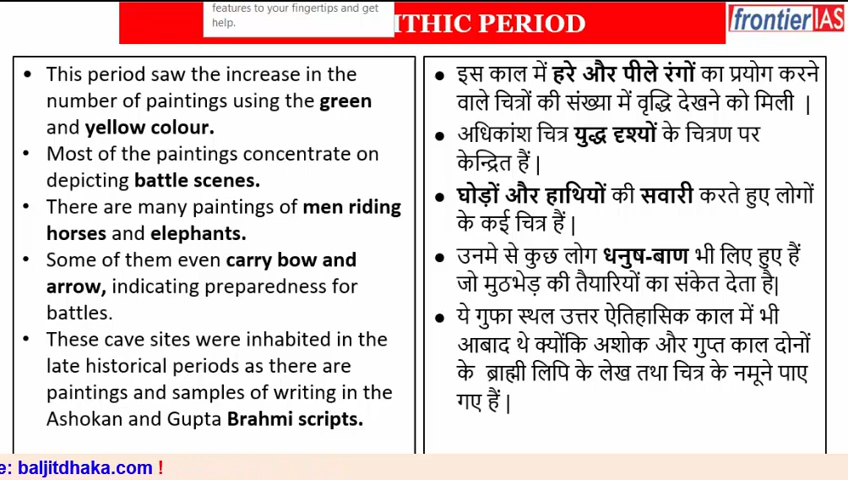 features to your fingertips and get
help.
ITHIC PERIOD
frontierIAS
• This period saw the increase in the
number of paintings using the green
and yellow colour.
• Most of the paintings concentrate on
depicting battle scenes.
• There are many paintings of men riding
horses and elephants.
• Some of them even carry bow and
arrow, indicating preparedness for
battles.
• These cave sites were inhabited in the
late historical periods as there are
paintings and samples of writing in the
Ashokan and Gupta Brahmi scripts.
• इस काल में हरे और पीले रंगों का प्रयोग करने
वाले चित्रों की संख्या में वृद्धि देखने को मिली |
• अधिकांश चित्र युद्ध दृश्यों के चित्रण पर
केन्द्रित हैं |
• घोड़ों और हाथियों की सवारी करते हुए लोगों
के कई चित्र हैं |
• उनमे से कुछ लोग धनुष-बाण भी लिए हुए हैं
जो मुठभेड़ की तैयारियों का संकेत देता है|
• ये गुफा स्थल उत्तर ऐतिहासिक काल में भी
आबाद थे क्योंकि अशोक और गुप्त काल दोनों
के ब्राह्मी लिपि के लेख तथा चित्र के नमूने पाए
गए हैं |
e: baljitdhaka.com !